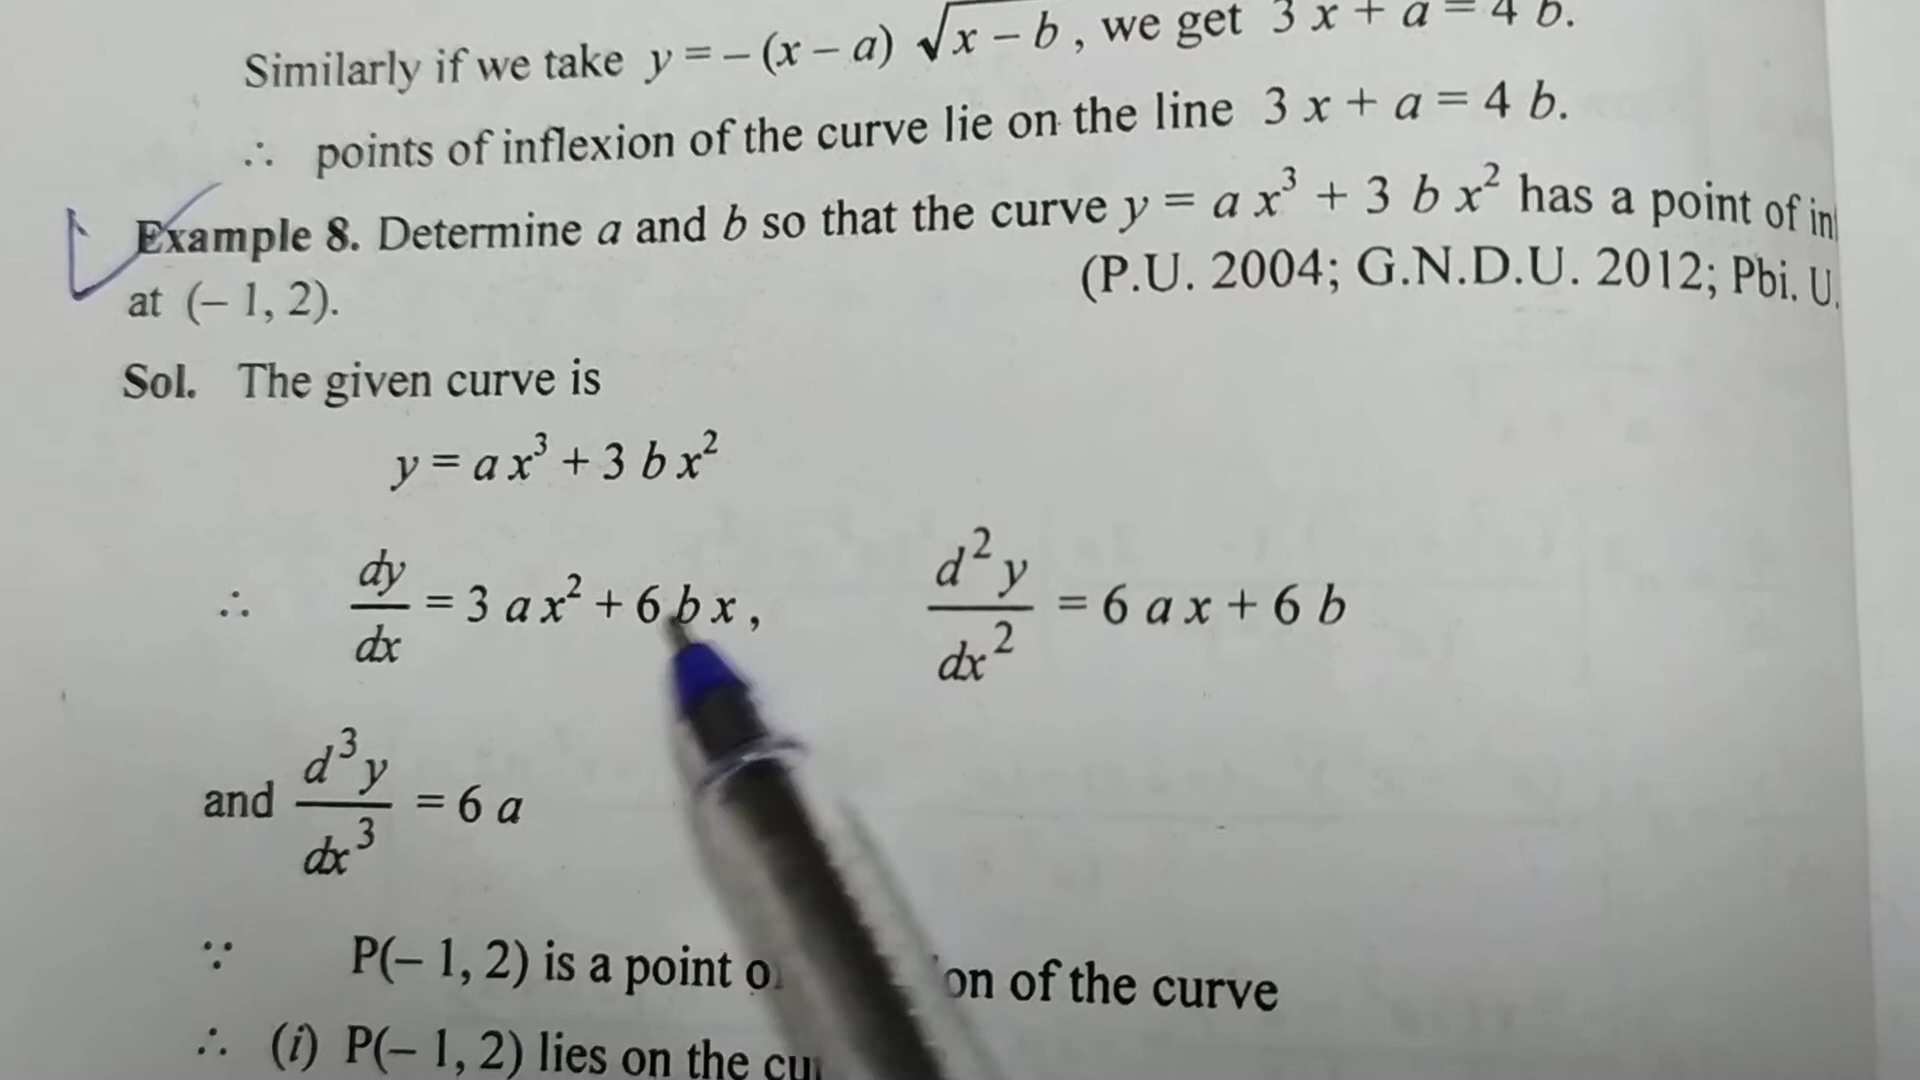 Similarly if we take y = – (x – a) √x – b , we get 3 x + a = 4 b.
∴ points of inflexion of the curve lie on the line 3 x + a = 4 b.
Example 8. Determine a and b so that the curve y = a x³ + 3 b x² has a point of in
at (– 1, 2).
(P.U. 2004; G.N.D.U. 2012; Pbi. U.
Sol. The given curve is
y = a x³ + 3 b x²
∴ dy/dx = 3 a x² + 6 b x , d²y/dx² = 6 a x + 6 b
and d³y/dx³ = 6 a
∵ P(– 1, 2) is a point on of the curve
∴ (i) P(– 1, 2) lies on the